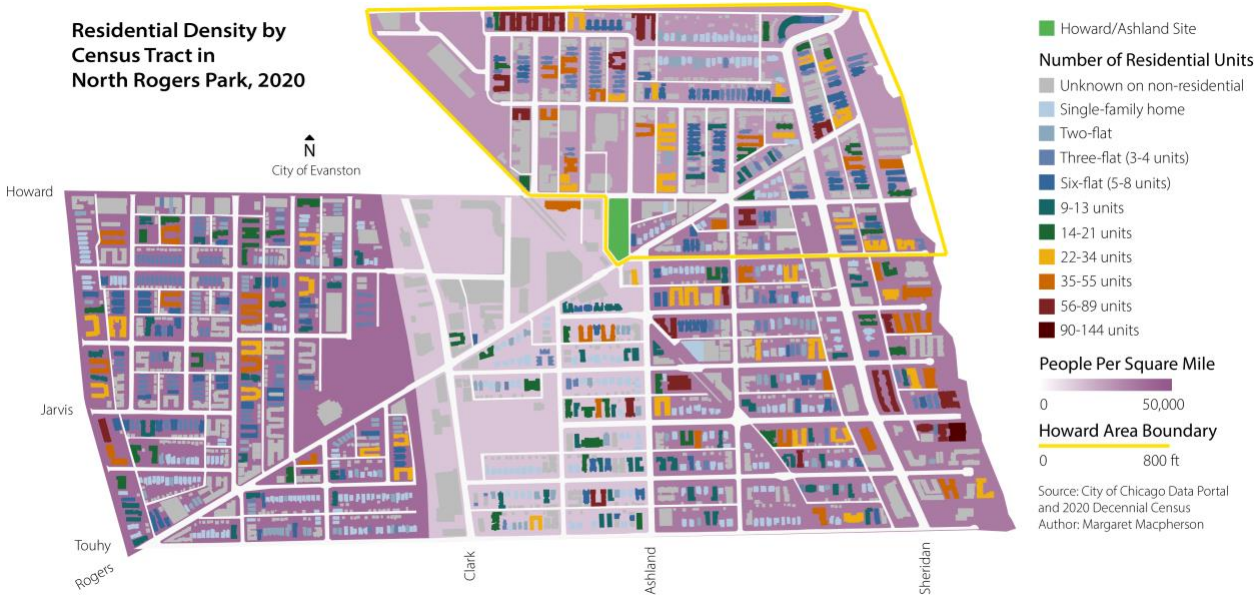 Residential Density by
Census Tract in
North Rogers Park, 2020
N
City of Evanston
Howard
Jarvis
Touhy
Rogers
Clark
Ashland
Sheridan
Howard/Ashland Site
Number of Residential Units
Unknown on non-residential
Single-family home
Two-flat
Three-flat (3-4 units)
Six-flat (5-8 units)
9-13 units
14-21 units
22-34 units
35-55 units
56-89 units
90-144 units
People Per Square Mile
0 50,000
Howard Area Boundary
0 800 ft
Source: City of Chicago Data Portal
and 2020 Decennial Census
Author: Margaret Macpherson